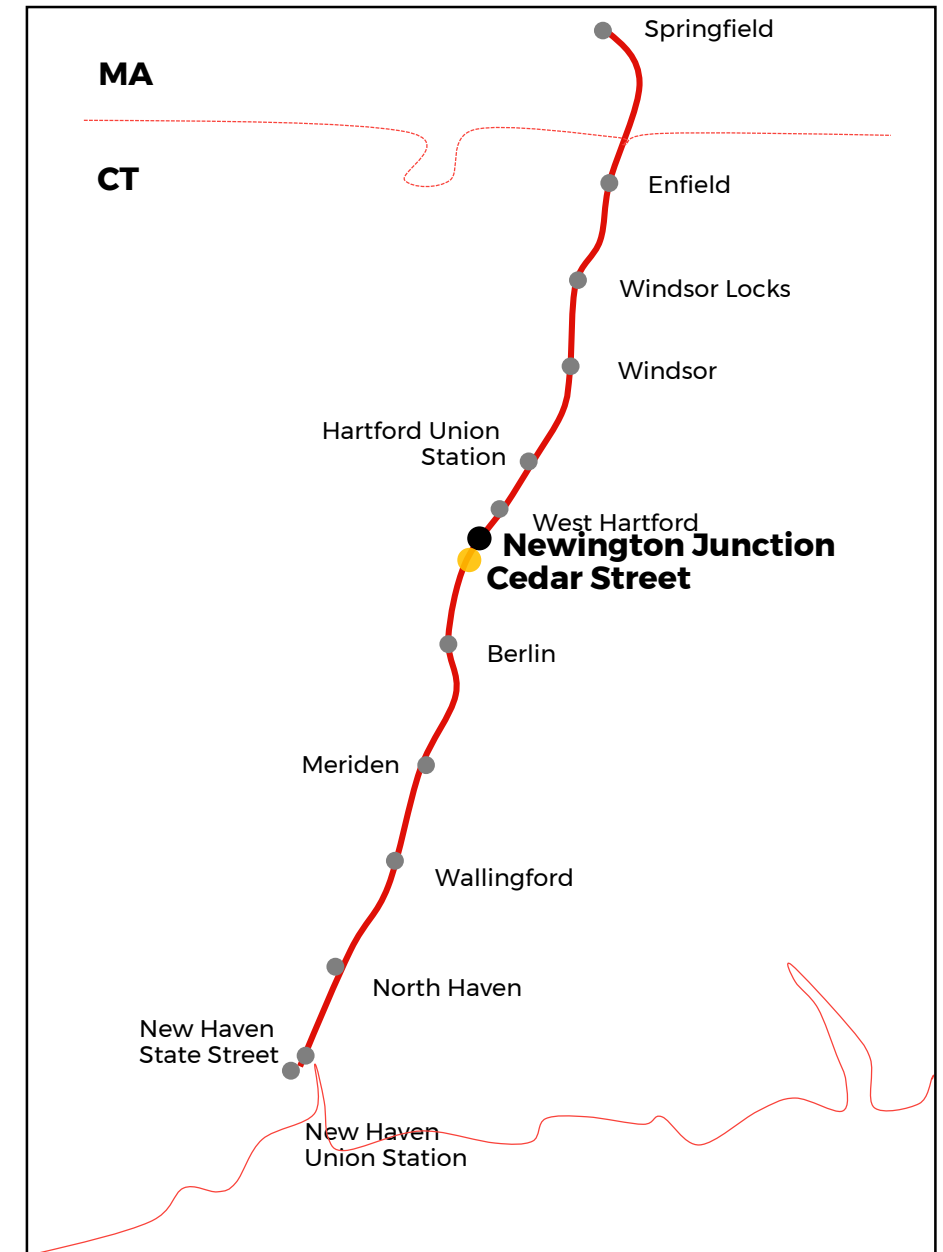 Springfield
MA
CT
Enfield
Windsor Locks
Windsor
Hartford Union
Station
West Hartford
Newington Junction
Cedar Street
Berlin
Meriden
Wallingford
North Haven
New Haven
State Street
New Haven
Union Station